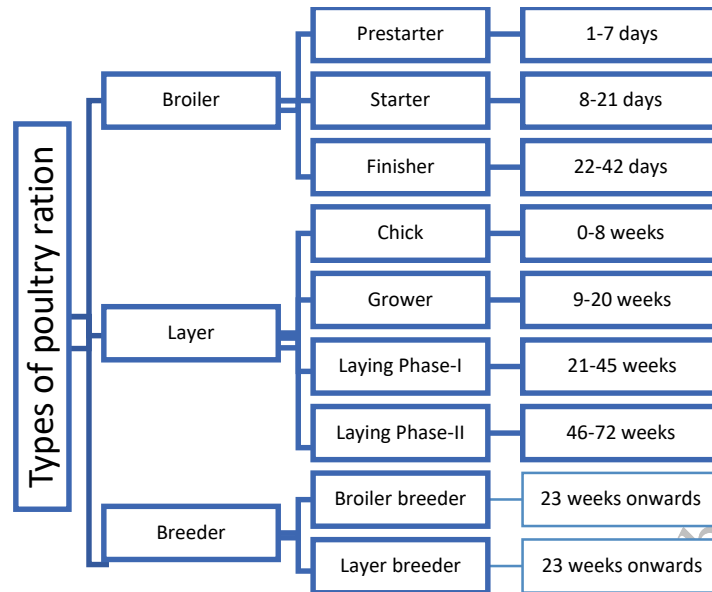 Types of poultry ration
Broiler
Prestarter
1-7 days
Starter
8-21 days
Finisher
22-42 days
Layer
Chick
0-8 weeks
Grower
9-20 weeks
Laying Phase-I
21-45 weeks
Laying Phase-II
46-72 weeks
Breeder
Broiler breeder
23 weeks onwards
Layer breeder
23 weeks onwards